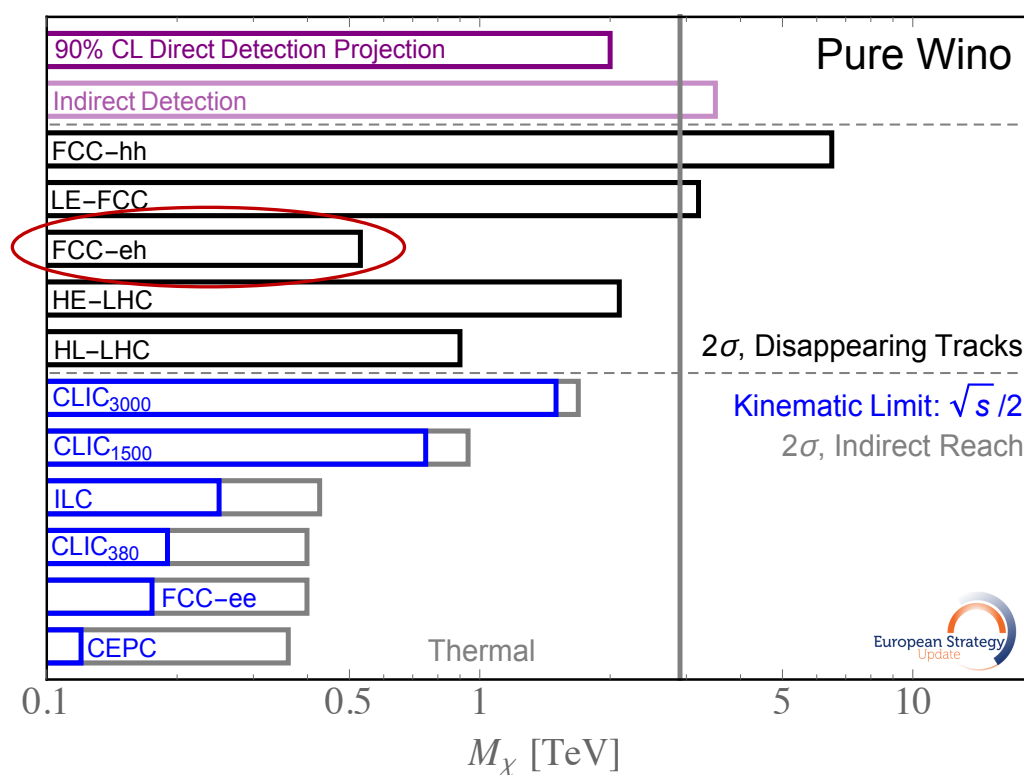 90% CL Direct Detection Projection
Pure Wino
Indirect Detection
FCC−hh
LE−FCC
FCC−eh
HE−LHC
HL−LHC
2σ, Disappearing Tracks
CLIC₃₀₀₀
Kinematic Limit: √s /2
CLIC₁₅₀₀
2σ, Indirect Reach
ILC
CLIC₃₈₀
FCC−ee
CEPC
Thermal
European Strategy
Update
0.1 0.5 1 5 10
Mχ [TeV]